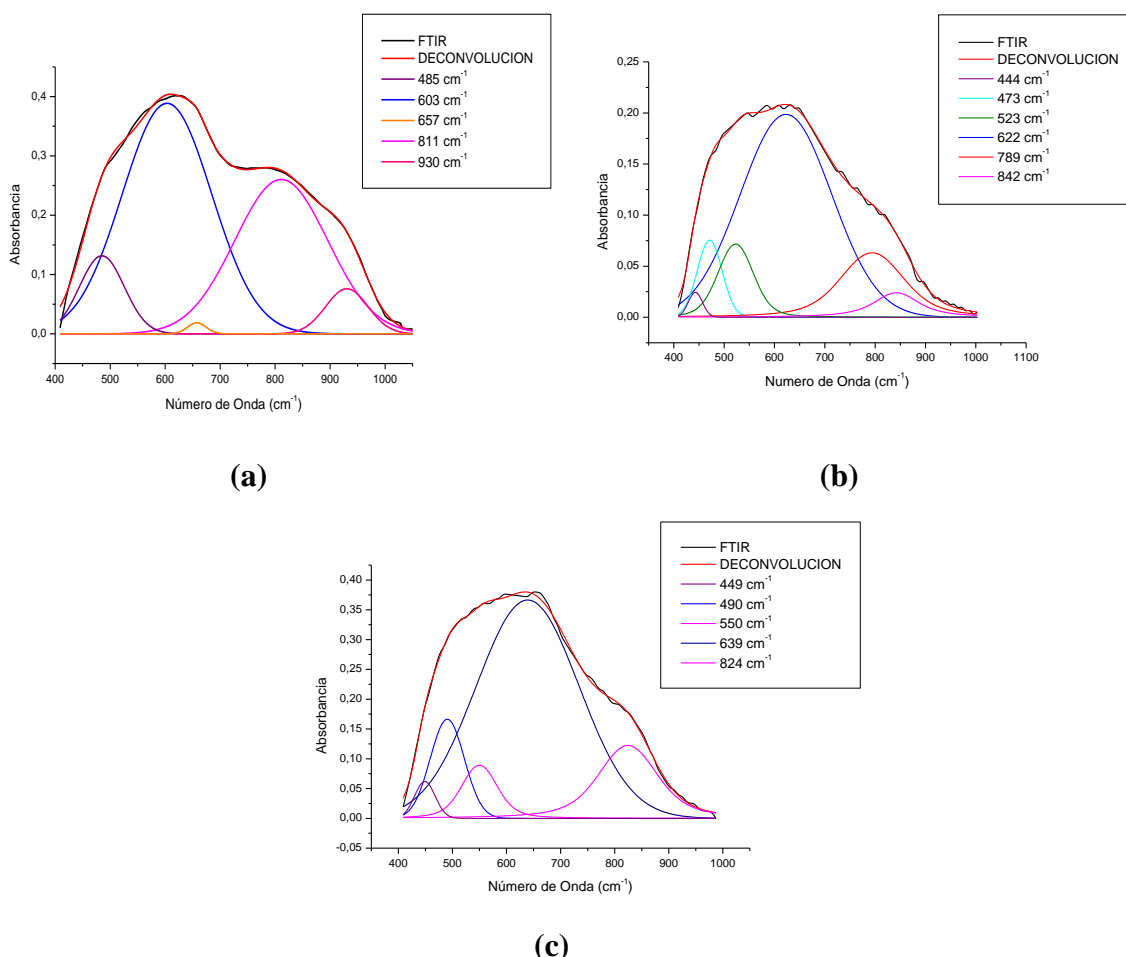 FTIR
DECONVOLUCION
485 cm⁻¹
603 cm⁻¹
657 cm⁻¹
811 cm⁻¹
930 cm⁻¹
0,4
0,3
0,2
0,1
0,0
Absorbancia
400 500 600 700 800 900 1000
Número de Onda (cm⁻¹)
(a)
FTIR
DECONVOLUCION
444 cm⁻¹
473 cm⁻¹
523 cm⁻¹
622 cm⁻¹
789 cm⁻¹
842 cm⁻¹
0,25
0,20
0,15
0,10
0,05
0,00
Absorbancia
400 500 600 700 800 900 1000 1100
Numero de Onda (cm⁻¹)
(b)
FTIR
DECONVOLUCION
449 cm⁻¹
490 cm⁻¹
550 cm⁻¹
639 cm⁻¹
824 cm⁻¹
0,40
0,35
0,30
0,25
0,20
0,15
0,10
0,05
0,00
-0,05
Absorbancia
400 500 600 700 800 900 1000
Número de Onda (cm⁻¹)
(c)